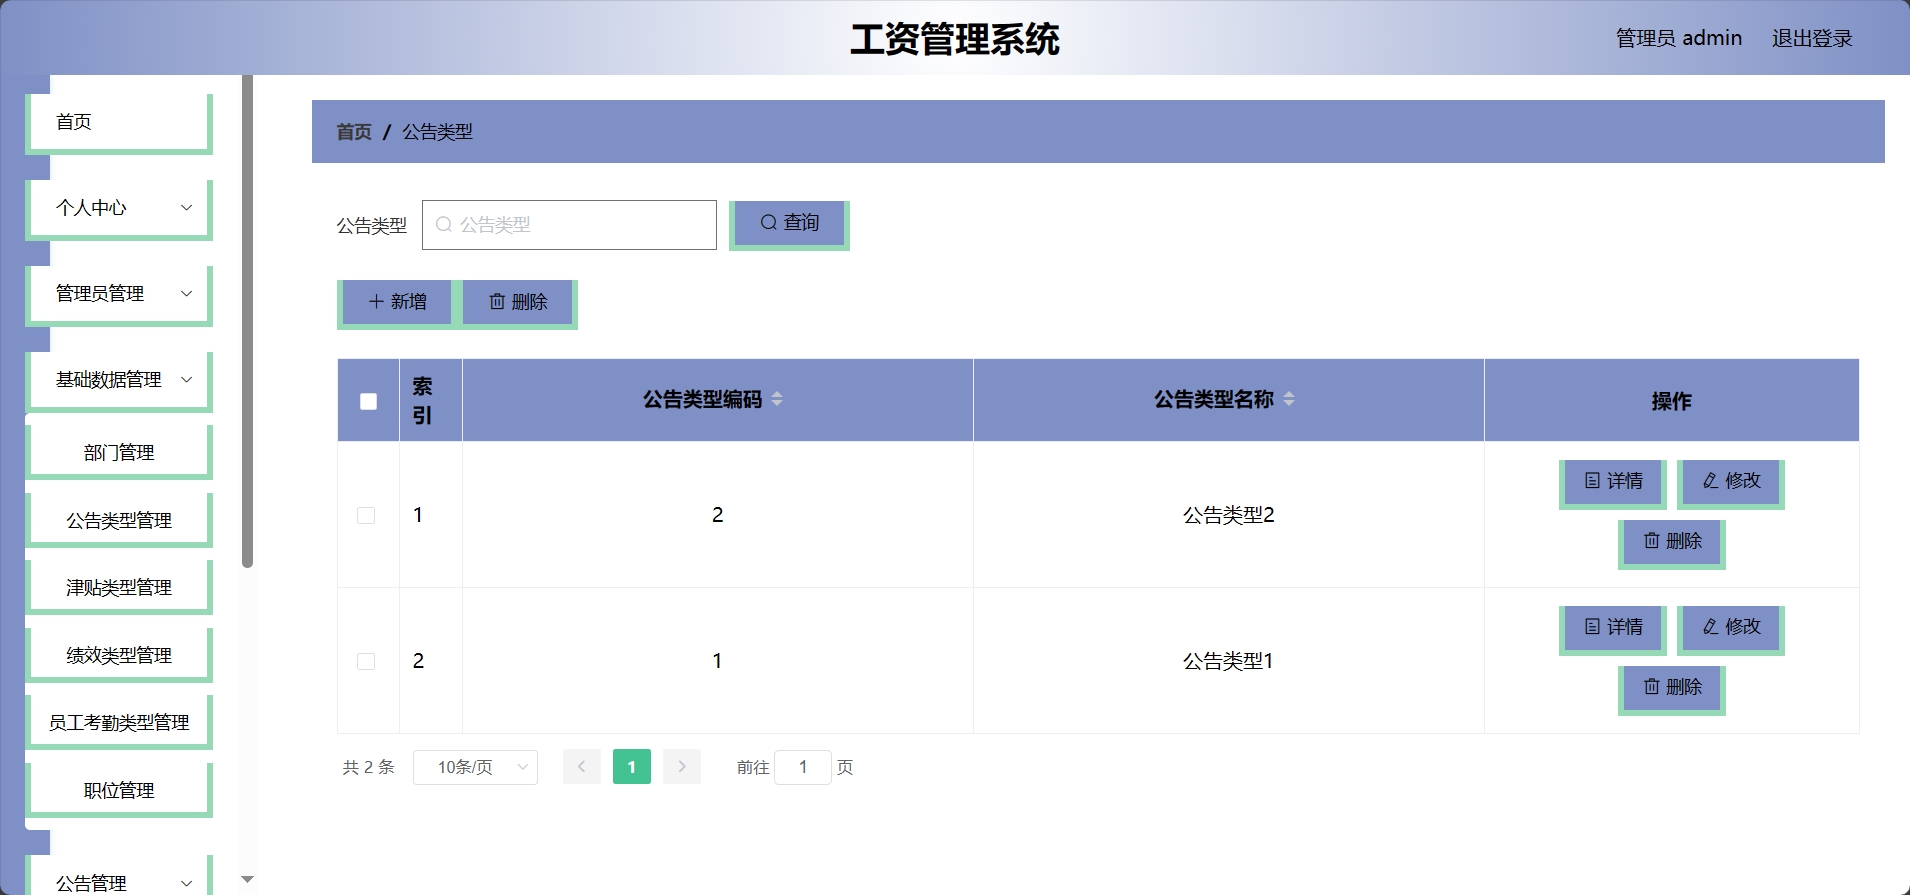 工资管理系统
管理员 admin 退出登录
首页
个人中心
管理员管理
基础数据管理
部门管理
公告类型管理
津贴类型管理
绩效类型管理
员工考勤类型管理
职位管理
公告管理
首页 / 公告类型
公告类型 公告类型 查询
新增 删除
索引 公告类型编码 公告类型名称 操作
1 2 公告类型2 详情 修改
删除
2 1 公告类型1 详情 修改
删除
共 2 条 10条/页 1 前往 1 页